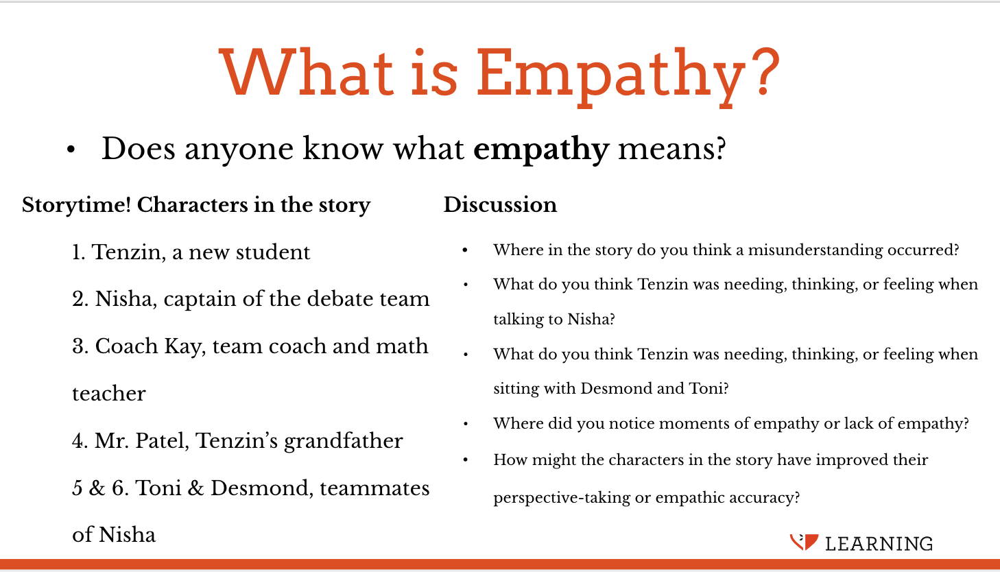 What is Empathy?
• Does anyone know what empathy means?
Storytime! Characters in the story
1. Tenzin, a new student
2. Nisha, captain of the debate team
3. Coach Kay, team coach and math
teacher
4. Mr. Patel, Tenzin’s grandfather
5 & 6. Toni & Desmond, teammates
of Nisha
Discussion
• Where in the story do you think a misunderstanding occurred?
• What do you think Tenzin was needing, thinking, or feeling when
talking to Nisha?
• What do you think Tenzin was needing, thinking, or feeling when
sitting with Desmond and Toni?
• Where did you notice moments of empathy or lack of empathy?
• How might the characters in the story have improved their
perspective-taking or empathic accuracy?
LEARNING